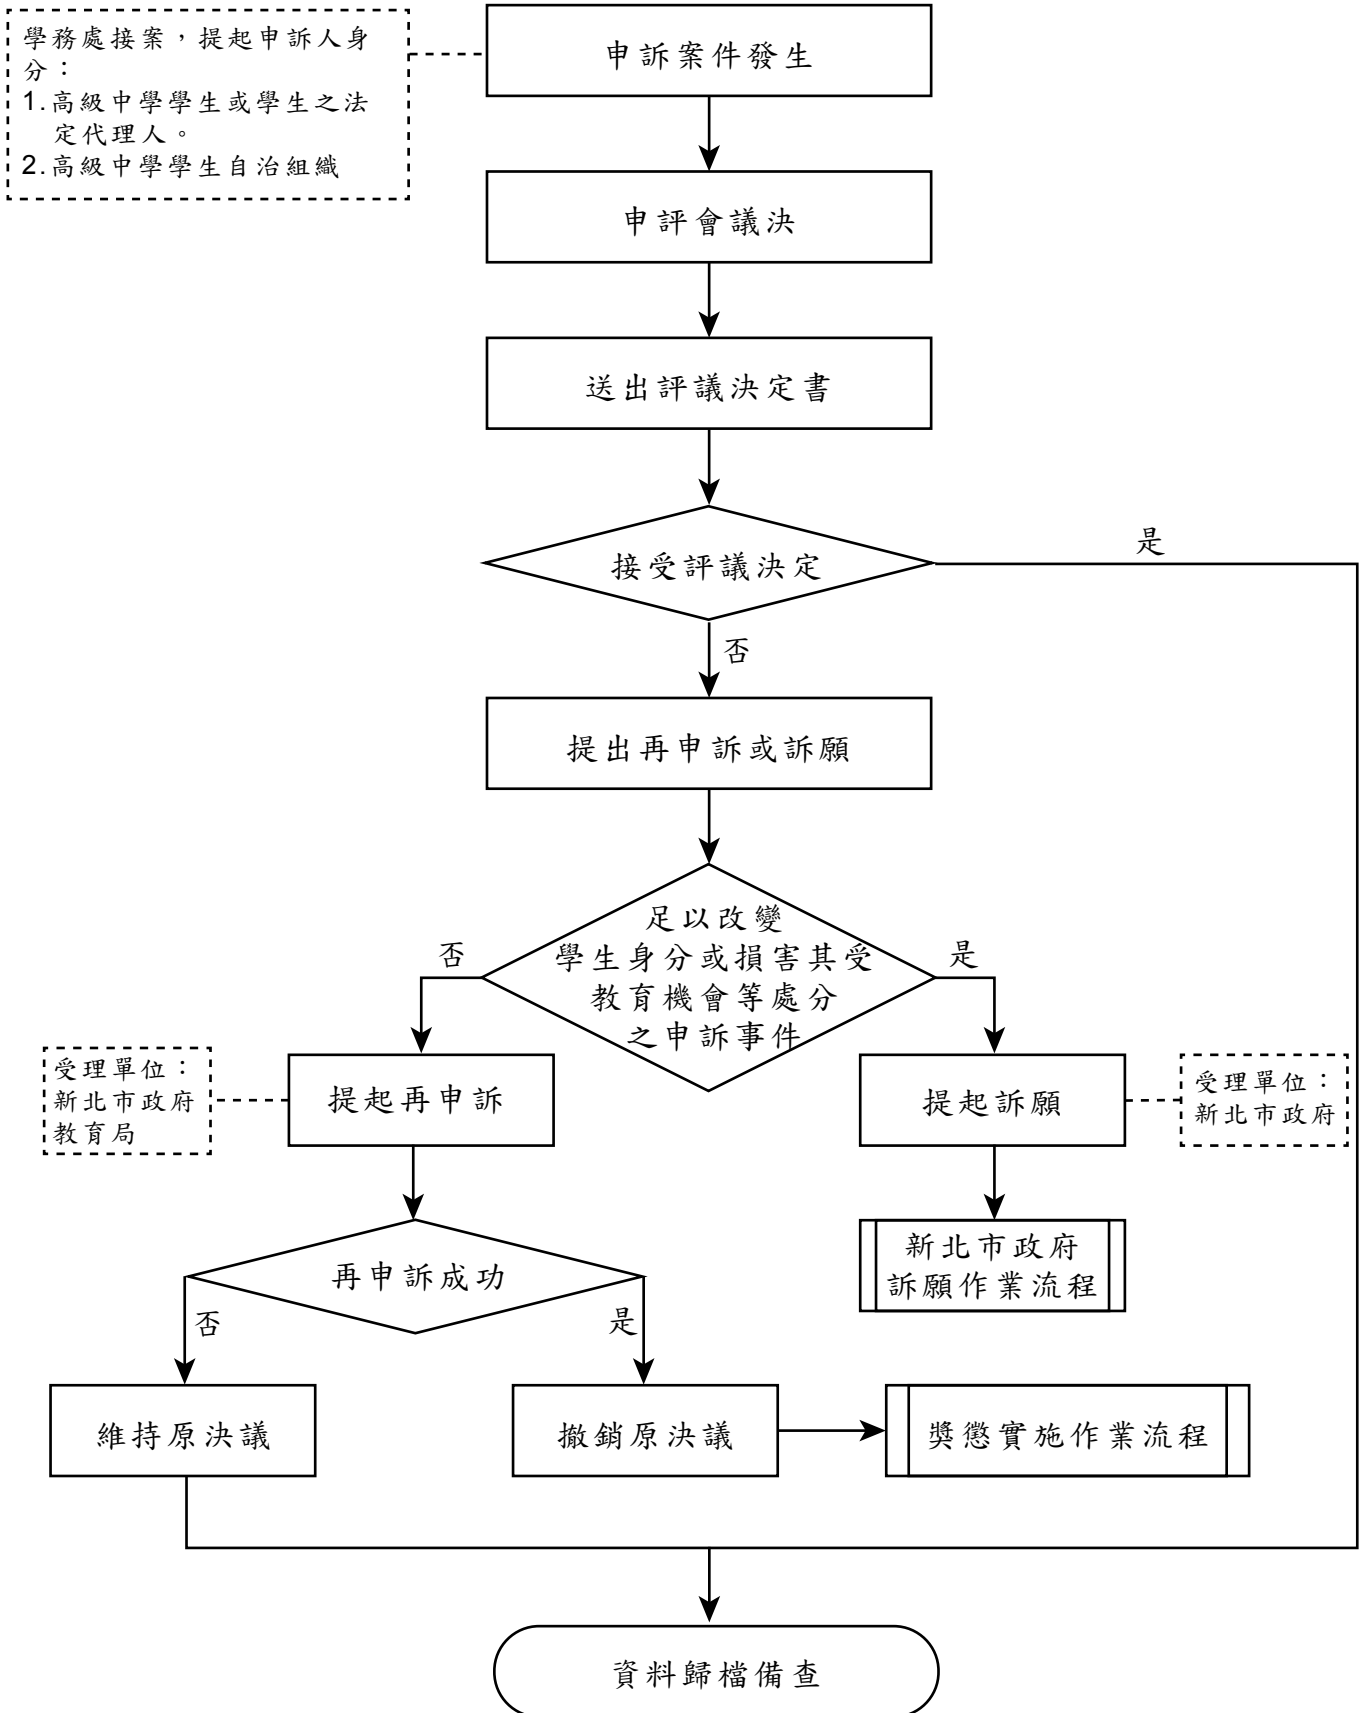 學務處接案，提起申訴人身
分：
1.高級中學學生或學生之法
定代理人。
2.高級中學學生自治組織
申訴案件發生
申評會議決
送出評議決定書
接受評議決定
是
否
提出再申訴或訴願
足以改變
學生身分或損害其受
教育機會等處分
之申訴事件
否
是
受理單位：
新北市政府
教育局
提起再申訴
提起訴願
受理單位：
新北市政府
再申訴成功
新北市政府
訴願作業流程
否
是
維持原決議
撤銷原決議
獎懲實施作業流程
資料歸檔備查